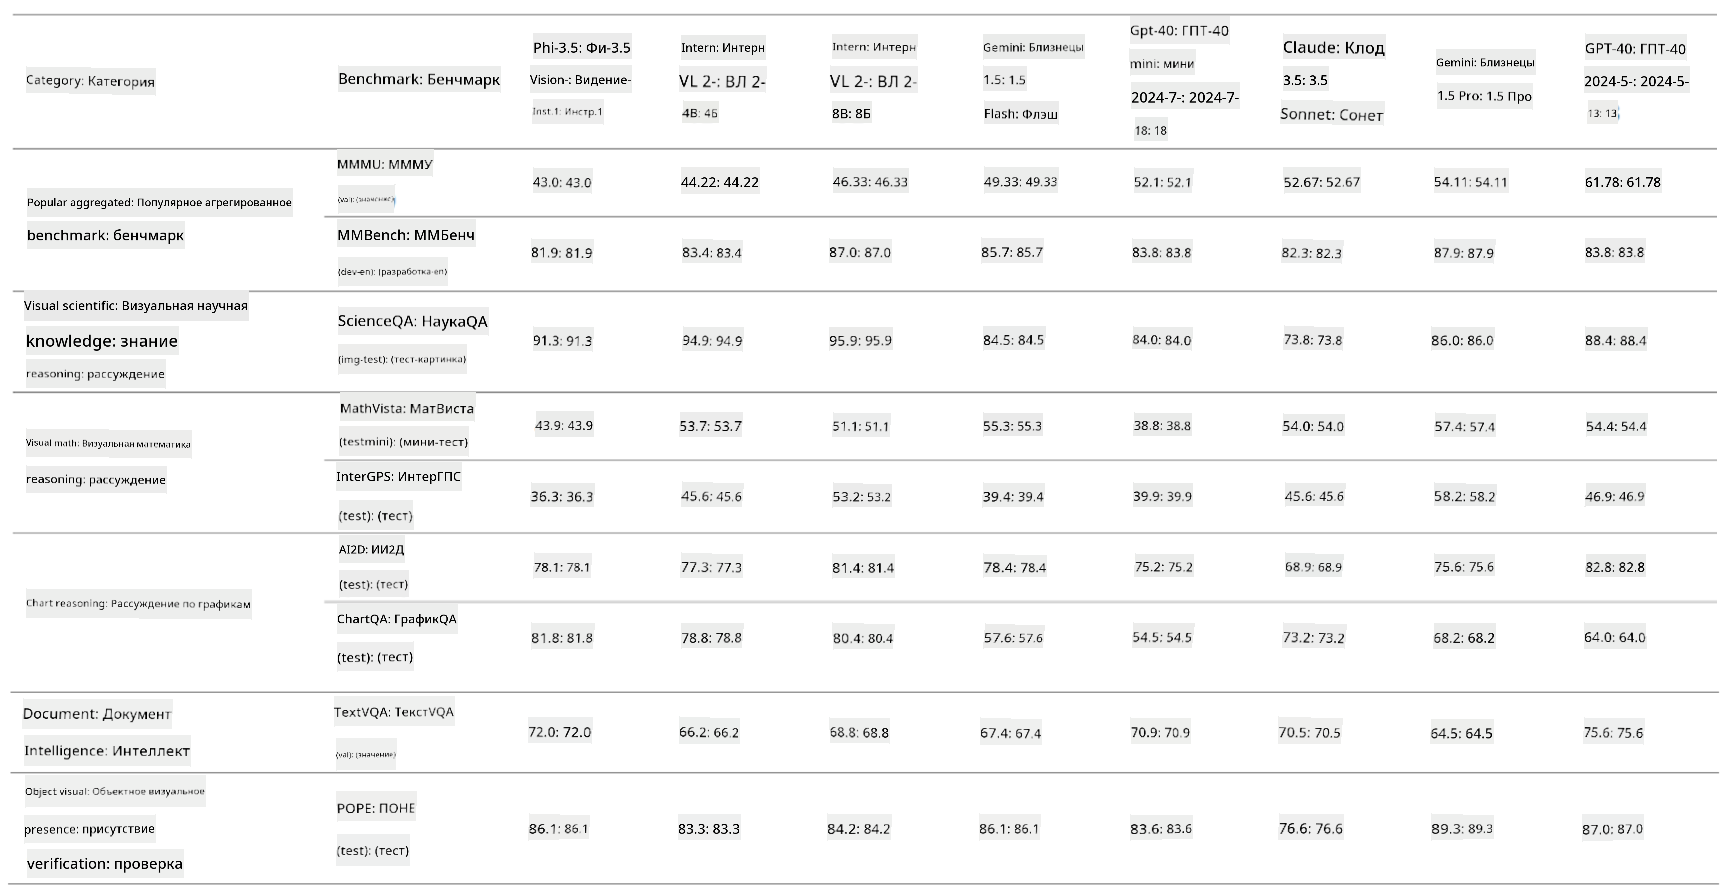 Category: Категория
Benchmark: Бенчмарк
Phi-3.5: Фи-3.5
Vision-: Видение-
Inst.1: Инстр.1
Intern: Интерн
VL 2-: ВЛ 2-
4B: 4Б
Intern: Интерн
VL 2-: ВЛ 2-
8B: 8Б
Gemini: Близнецы
1.5: 1.5
Flash: Флэш
Gpt-40: ГПТ-40
mini: мини
2024-7-: 2024-7-
18: 18
Claude: Клод
3.5: 3.5
Sonnet: Сонет
Gemini: Близнецы
1.5 Pro: 1.5 Про
GPT-40: ГПТ-40
2024-5-: 2024-5-
13: 13
Popular aggregated: Популярное агрегированное
benchmark: бенчмарк
MMMU: МММУ
(val): (значение)
43.0: 43.0
44.22: 44.22
46.33: 46.33
49.33: 49.33
52.1: 52.1
52.67: 52.67
54.11: 54.11
61.78: 61.78
MMBench: ММБенч
(dev-en): (разработка-en)
81.9: 81.9
83.4: 83.4
87.0: 87.0
85.7: 85.7
83.8: 83.8
82.3: 82.3
87.9: 87.9
83.8: 83.8
Visual scientific: Визуальная научная
knowledge: знание
reasoning: рассуждение
ScienceQA: НаукаQA
(img-test): (тест-картинка)
91.3: 91.3
94.9: 94.9
95.9: 95.9
84.5: 84.5
84.0: 84.0
73.8: 73.8
86.0: 86.0
88.4: 88.4
Visual math: Визуальная математика
reasoning: рассуждение
MathVista: МатВиста
(testmini): (мини-тест)
43.9: 43.9
53.7: 53.7
51.1: 51.1
55.3: 55.3
38.8: 38.8
54.0: 54.0
57.4: 57.4
54.4: 54.4
InterGPS: ИнтерГПС
(test): (тест)
36.3: 36.3
45.6: 45.6
53.2: 53.2
39.4: 39.4
39.9: 39.9
45.6: 45.6
58.2: 58.2
46.9: 46.9
Chart reasoning: Рассуждение по графикам
AI2D: ИИ2Д
(test): (тест)
78.1: 78.1
77.3: 77.3
81.4: 81.4
78.4: 78.4
75.2: 75.2
68.9: 68.9
75.6: 75.6
82.8: 82.8
ChartQA: ГрафикQA
(test): (тест)
81.8: 81.8
78.8: 78.8
80.4: 80.4
57.6: 57.6
54.5: 54.5
73.2: 73.2
68.2: 68.2
64.0: 64.0
Document: Документ
Intelligence: Интеллект
TextVQA: ТекстVQA
(val): (значение)
72.0: 72.0
66.2: 66.2
68.8: 68.8
67.4: 67.4
70.9: 70.9
70.5: 70.5
64.5: 64.5
75.6: 75.6
Object visual: Объектное визуальное
presence: присутствие
verification: проверка
POPE: ПОНЕ
(test): (тест)
86.1: 86.1
83.3: 83.3
84.2: 84.2
86.1: 86.1
83.6: 83.6
76.6: 76.6
89.3: 89.3
87.0: 87.0